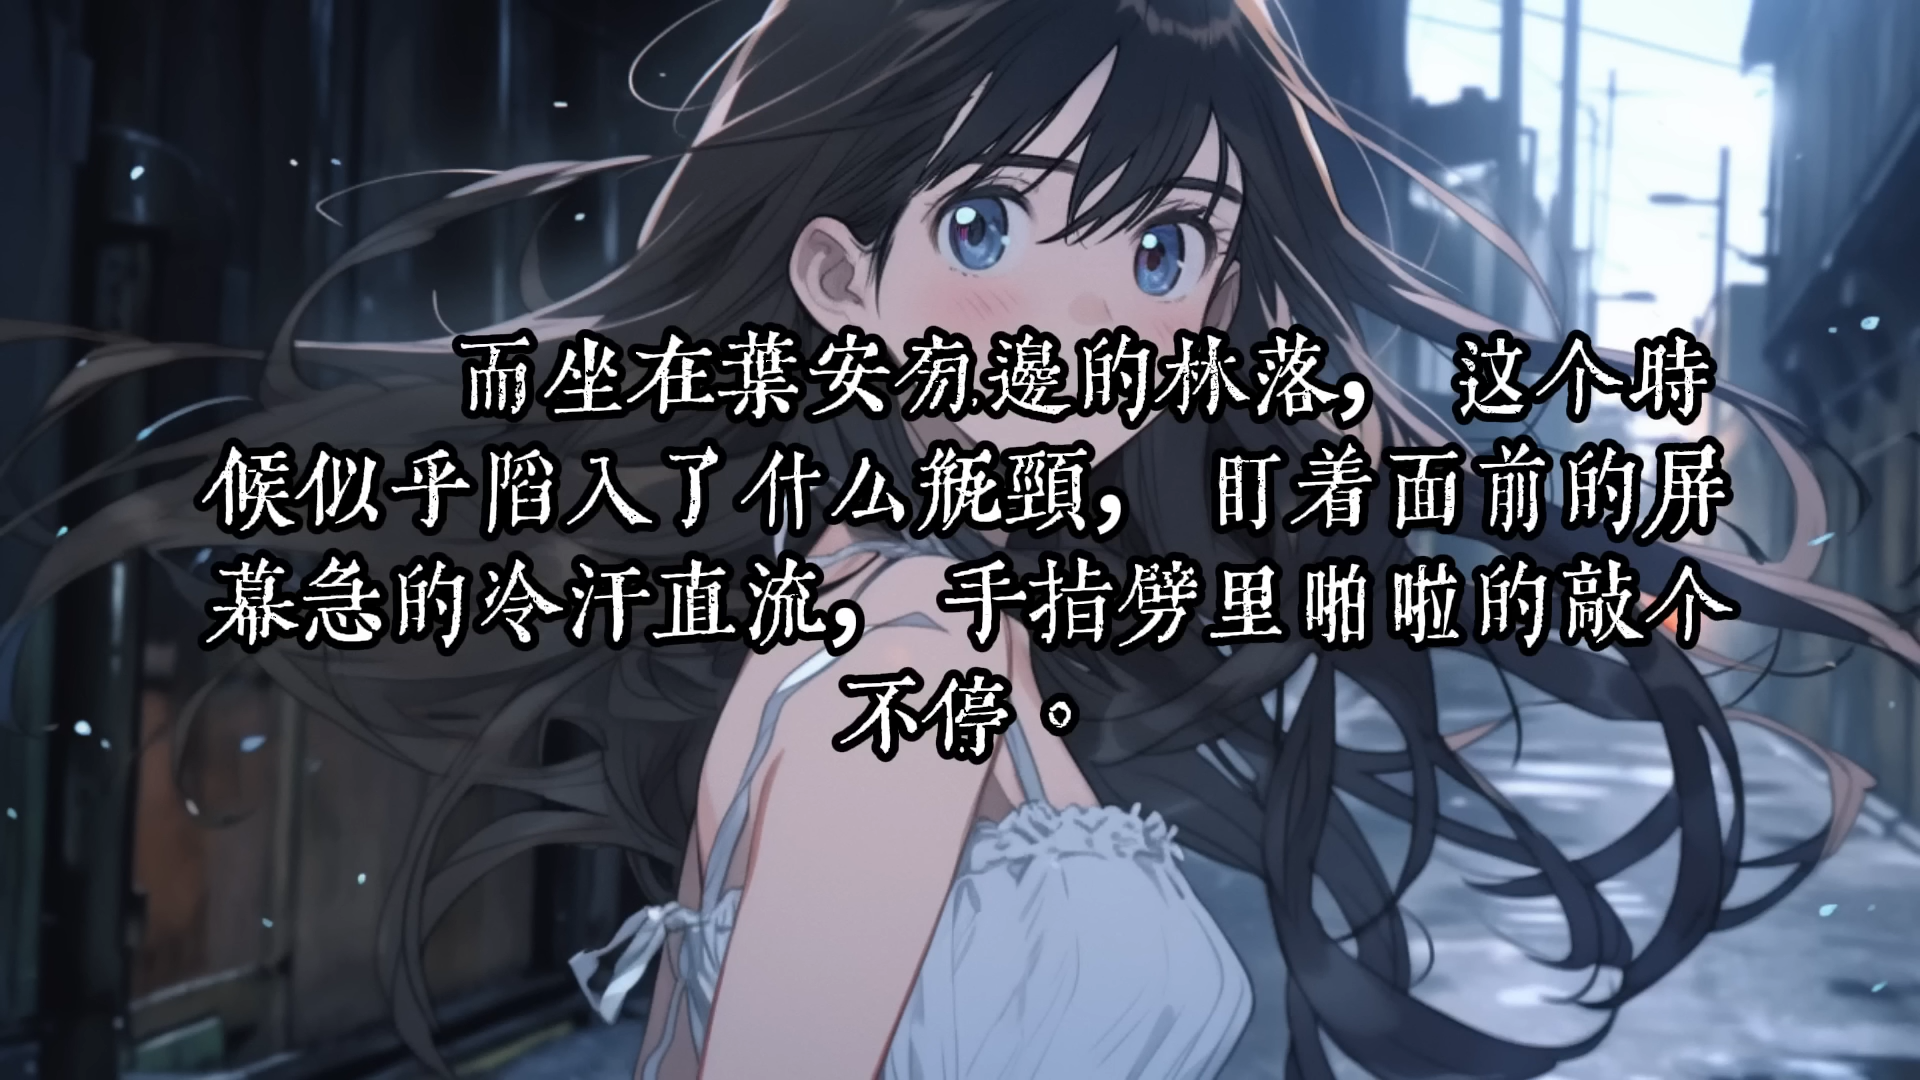 而坐在葉安旁邊的林落，这个時
候似乎陷入了什么瓶頸，盯着面前的屏
幕急的冷汗直流，手指劈里啪啦的敲个
不停。